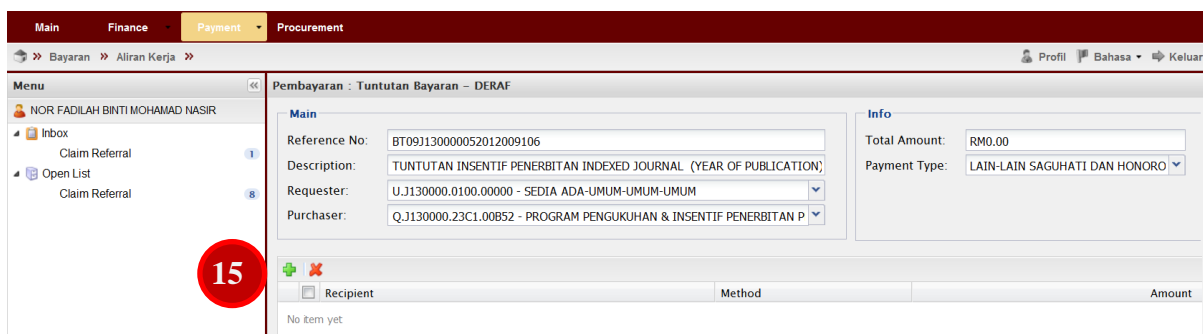 Main Finance Payment Procurement
Bayaran » Aliran Kerja » Profil Bahasa Keluar
Menu
Pembayaran : Tuntutan Bayaran – DERAF
NOR FADILAH BINTI MOHAMAD NASIR
Inbox
Claim Referral 1
Open List
Claim Referral 8
Main
Reference No: BT09J130000052012009106
Description: TUNTUTAN INSENTIF PENERBITAN INDEXED JOURNAL (YEAR OF PUBLICATION)
Requester: U.J130000.0100.00000 - SEDIA ADA-UMUM-UMUM-UMUM
Purchaser: Q.J130000.23C1.00B52 - PROGRAM PENGUKUHAN & INSENTIF PENERBITAN P
Info
Total Amount: RM0.00
Payment Type: LAIN-LAIN SAGUHATI DAN HONORO
15
Recipient Method Amount
No item yet